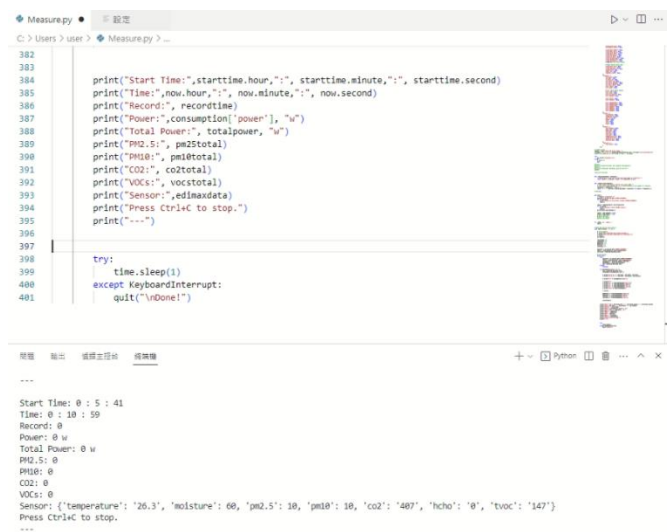 Measure.py ● 設定
C: > Users > user > Measure.py > ...
382
383
384 print("Start Time:",starttime.hour,":", starttime.minute,":", starttime.second)
385 print("Time:",now.hour,":", now.minute,":", now.second)
386 print("Record:", recordtime)
387 print("Power:",consumption['power'], "w")
388 print("Total Power:", totalpower, "w")
389 print("PM2.5:", pm25total)
390 print("PM10:", pm10total)
391 print("CO2:", co2total)
392 print("VOCs:", vocstotal)
393 print("Sensor:",edimaxdata)
394 print("Press Ctrl+C to stop.")
395 print("---")
396
397
398 try:
399 time.sleep(1)
400 except KeyboardInterrupt:
401 quit("\nDone!")
問題 輸出 偵錯主控台 終端機 Python
---
Start Time: 0 : 5 : 41
Time: 0 : 10 : 59
Record: 0
Power: 0 w
Total Power: 0 w
PM2.5: 0
PM10: 0
CO2: 0
VOCs: 0
Sensor: {'temperature': '26.3', 'moisture': 60, 'pm2.5': 10, 'pm10': 10, 'co2': '407', 'hcho': '0', 'tvoc': '147'}
Press Ctrl+C to stop.
---